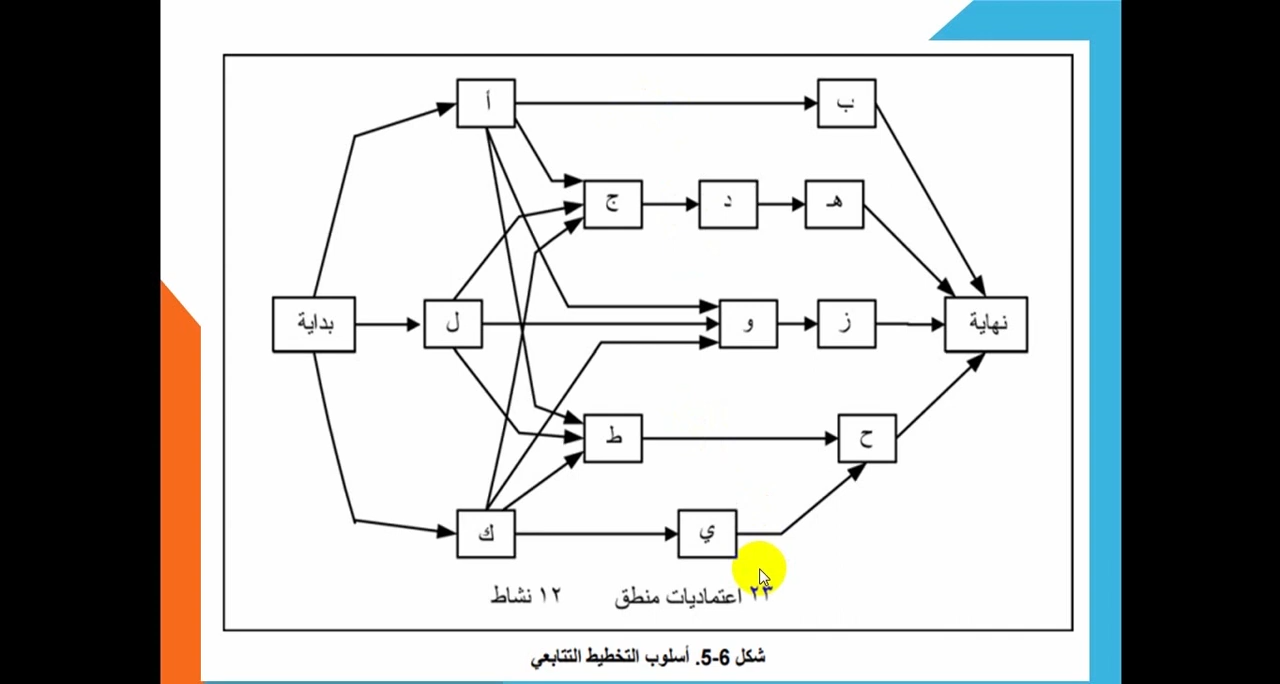 أ
ب
ج
د
هـ
بداية
ل
و
ز
نهاية
ط
ح
ك
ي
٢٣ اعتماديات منطق
١٢ نشاط
شكل 6-5. أسلوب التخطيط التتابعي